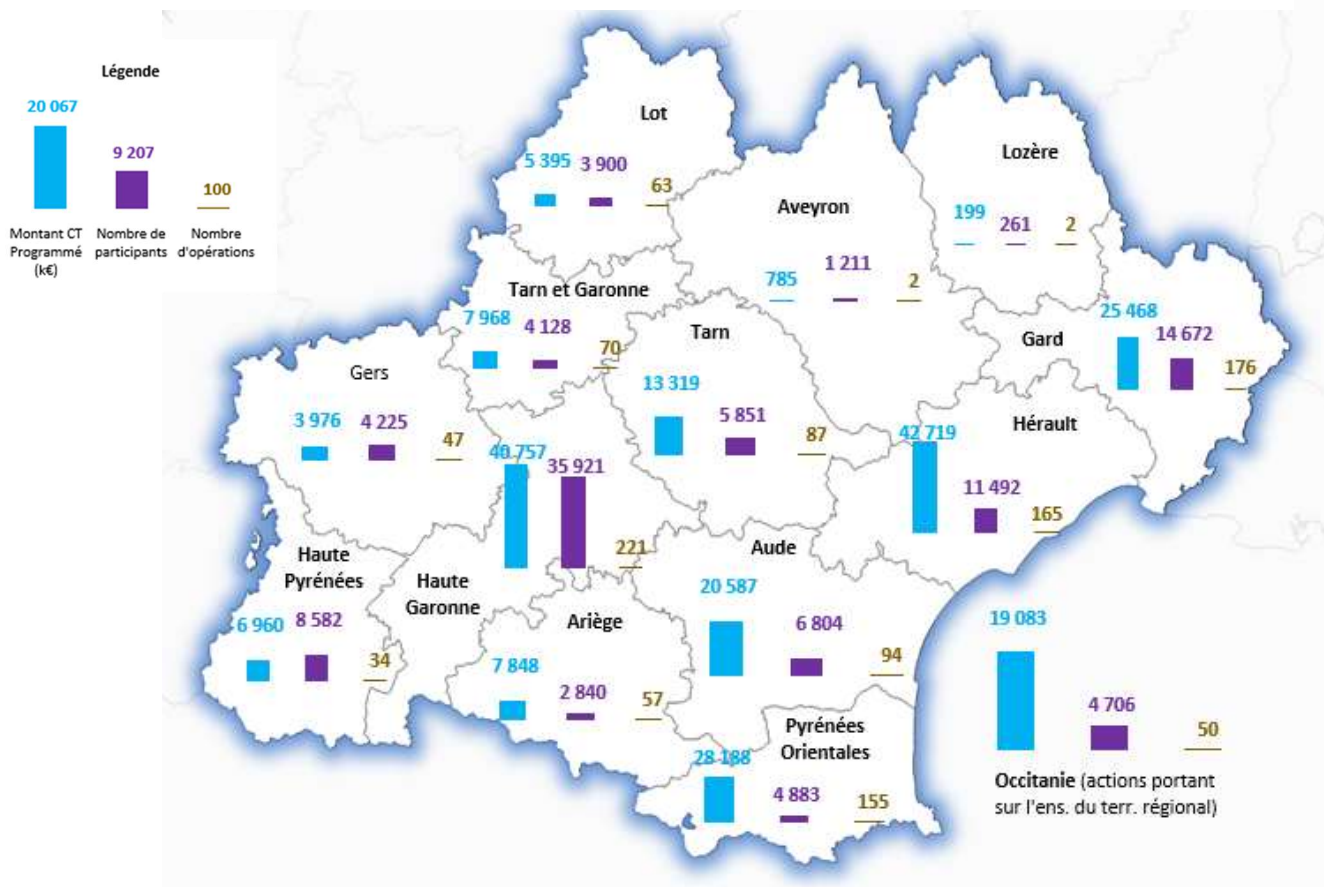 Légende
20 067
9 207
100
Montant CT
Programmé
(k€)
Nombre de
participants
Nombre
d'opérations
Lot
5 395
3 900
63
Aveyron
785
1 211
2
Lozère
199
261
2
Tarn et Garonne
7 968
4 128
70
Tarn
13 319
5 851
87
Gard
25 468
14 672
176
Gers
3 976
4 225
47
Hérault
42 719
11 492
165
40 757
35 921
221
Haute
Garonne
Haute
Pyrénées
6 960
8 582
34
Ariège
7 848
2 840
57
Aude
20 587
6 804
94
Pyrénées
Orientales
28 188
4 883
155
19 083
4 706
50
Occitanie (actions portant
sur l'ens. du terr. régional)